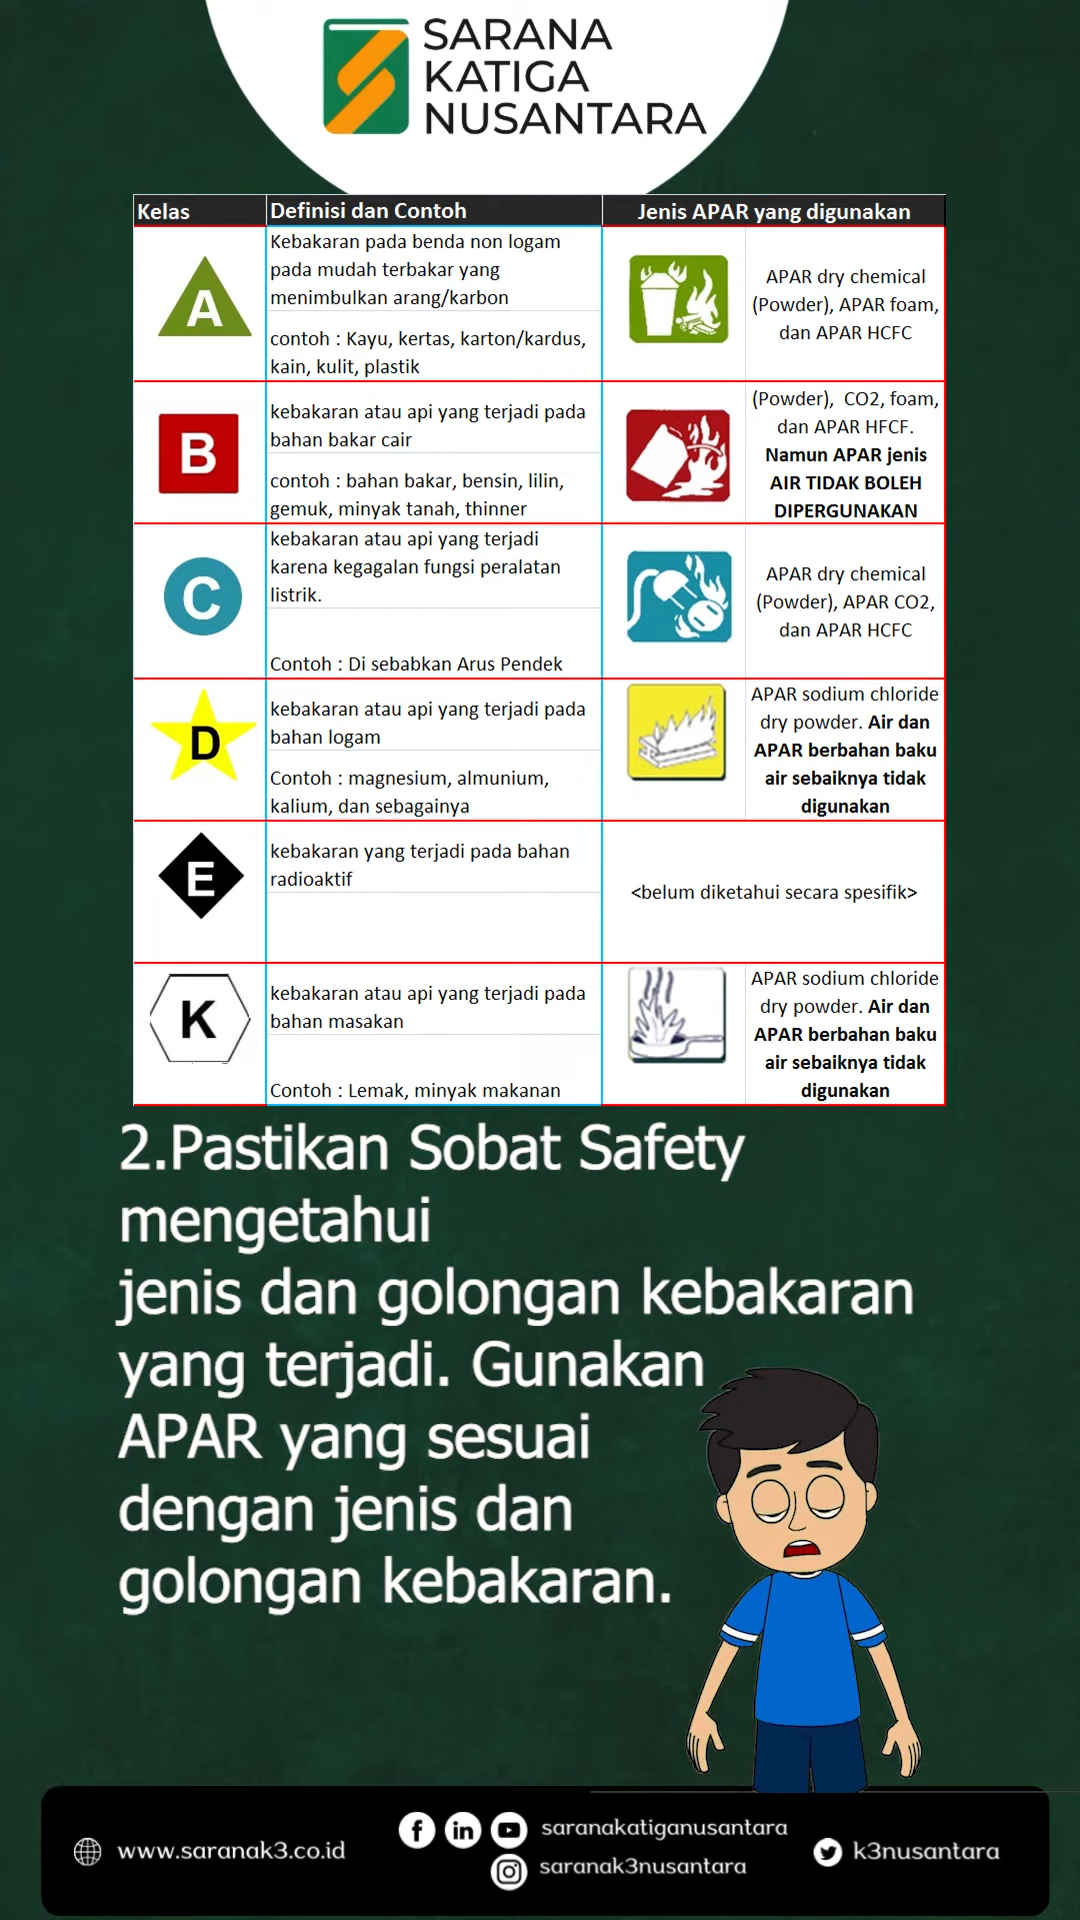 SARANA
KATIGA
NUSANTARA
Kelas
Definisi dan Contoh
Jenis APAR yang digunakan
A
Kebakaran pada benda non logam
pada mudah terbakar yang
menimbulkan arang/karbon
contoh : Kayu, kertas, karton/kardus,
kain, kulit, plastik
APAR dry chemical
(Powder), APAR foam,
dan APAR HCFC
B
kebakaran atau api yang terjadi pada
bahan bakar cair
contoh : bahan bakar, bensin, lilin,
gemuk, minyak tanah, thinner
(Powder), CO2, foam,
dan APAR HFCF.
Namun APAR jenis
AIR TIDAK BOLEH
DIPERGUNAKAN
C
kebakaran atau api yang terjadi
karena kegagalan fungsi peralatan
listrik.
Contoh : Di sebabkan Arus Pendek
APAR dry chemical
(Powder), APAR CO2,
dan APAR HCFC
D
kebakaran atau api yang terjadi pada
bahan logam
Contoh : magnesium, almunium,
kalium, dan sebagainya
APAR sodium chloride
dry powder. Air dan
APAR berbahan baku
air sebaiknya tidak
digunakan
E
kebakaran yang terjadi pada bahan
radioaktif
<belum diketahui secara spesifik>
K
kebakaran atau api yang terjadi pada
bahan masakan
Contoh : Lemak, minyak makanan
APAR sodium chloride
dry powder. Air dan
APAR berbahan baku
air sebaiknya tidak
digunakan
2.Pastikan Sobat Safety
mengetahui
jenis dan golongan kebakaran
yang terjadi. Gunakan
APAR yang sesuai
dengan jenis dan
golongan kebakaran.
www.saranak3.co.id
saranakatiganusantara
saranak3nusantara
k3nusantara